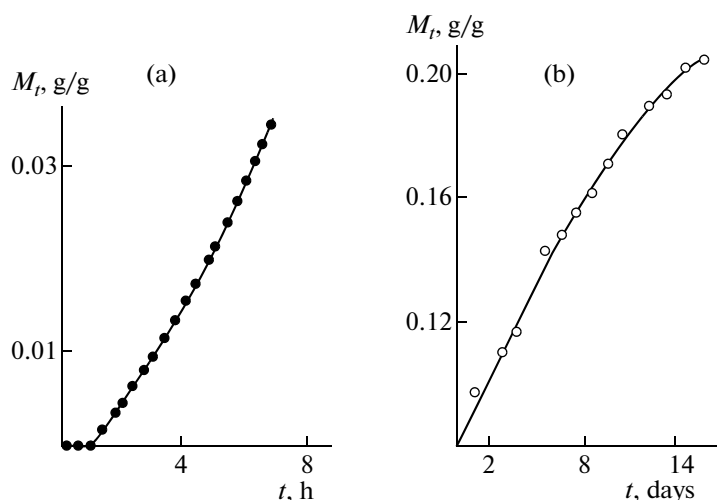 M_t, g/g
(a)
0.03
0.01
4
8
t, h
M_t, g/g
(b)
0.20
0.16
0.12
2
8
14
t, days